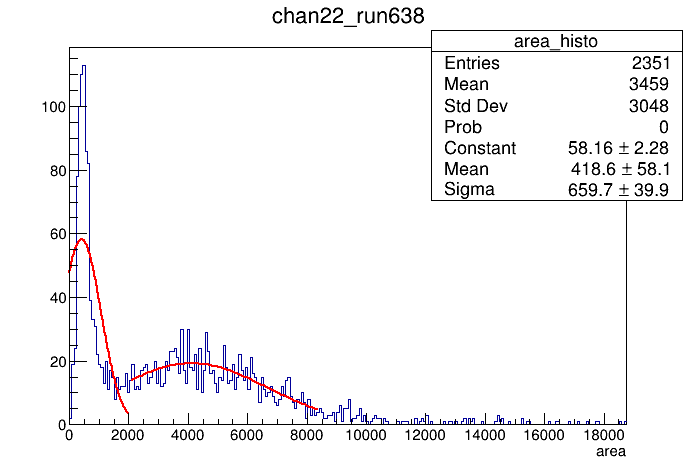 chan22_run638
area_histo
Entries 2351
Mean 3459
Std Dev 3048
Prob 0
Constant 58.16 ± 2.28
Mean 418.6 ± 58.1
Sigma 659.7 ± 39.9
100
80
60
40
20
0
0 2000 4000 6000 8000 10000 12000 14000 16000 18000
area